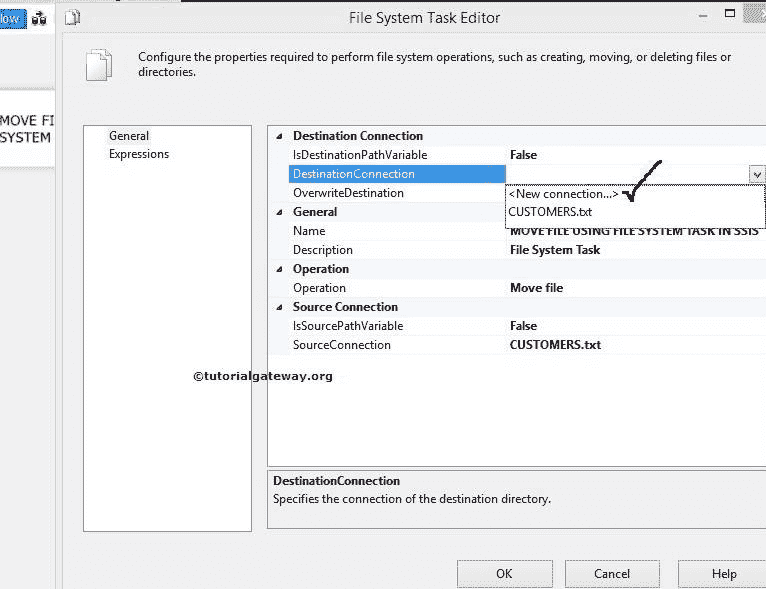 low
File System Task Editor
Configure the properties required to perform file system operations, such as creating, moving, or deleting files or
directories.
MOVE FI
SYSTEM
General
Expressions
Destination Connection
IsDestinationPathVariable False
DestinationConnection
OverwriteDestination
<New connection...>
CUSTOMERS.txt
General
Name MOVE FILE USING FILE SYSTEM TASK IN SSIS
Description File System Task
Operation
Operation Move file
Source Connection
IsSourcePathVariable False
SourceConnection CUSTOMERS.txt
©tutorialgateway.org
DestinationConnection
Specifies the connection of the destination directory.
OK Cancel Help